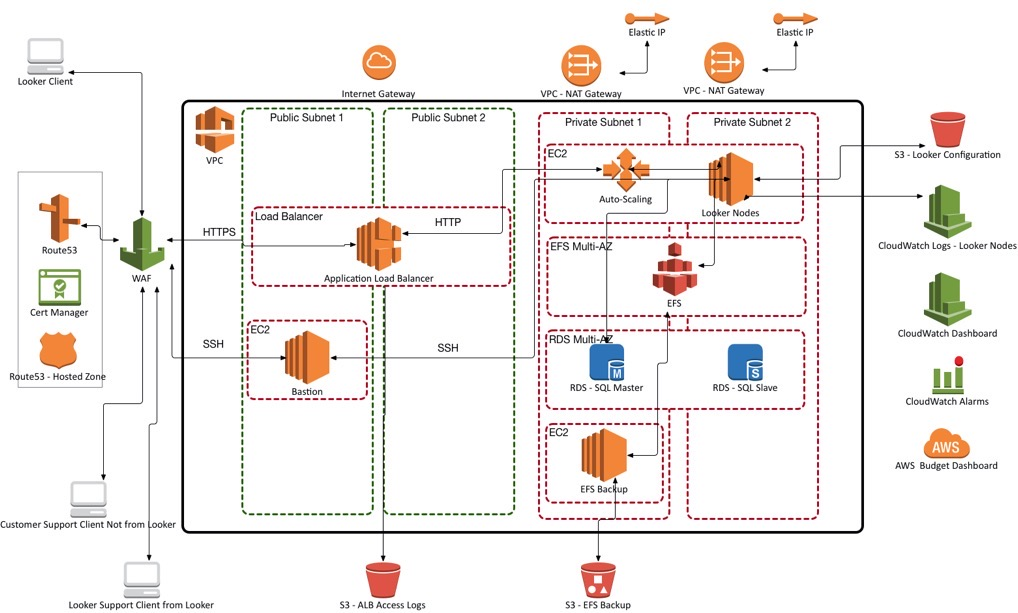 Elastic IP
Elastic IP
Looker Client
Internet Gateway
VPC - NAT Gateway
VPC - NAT Gateway
VPC
Public Subnet 1
Public Subnet 2
Private Subnet 1
Private Subnet 2
EC2
Auto-Scaling
Looker Nodes
S3 - Looker Configuration
Load Balancer
HTTP
HTTPS
Application Load Balancer
Route53
WAF
Cert Manager
Route53 - Hosted Zone
EFS Multi-AZ
EFS
CloudWatch Logs - Looker Nodes
CloudWatch Dashboard
EC2
SSH
SSH
Bastion
RDS Multi-AZ
M
S
RDS - SQL Master
RDS - SQL Slave
CloudWatch Alarms
EC2
EFS Backup
AWS
AWS Budget Dashboard
Customer Support Client Not from Looker
Looker Support Client from Looker
S3 - ALB Access Logs
S3 - EFS Backup